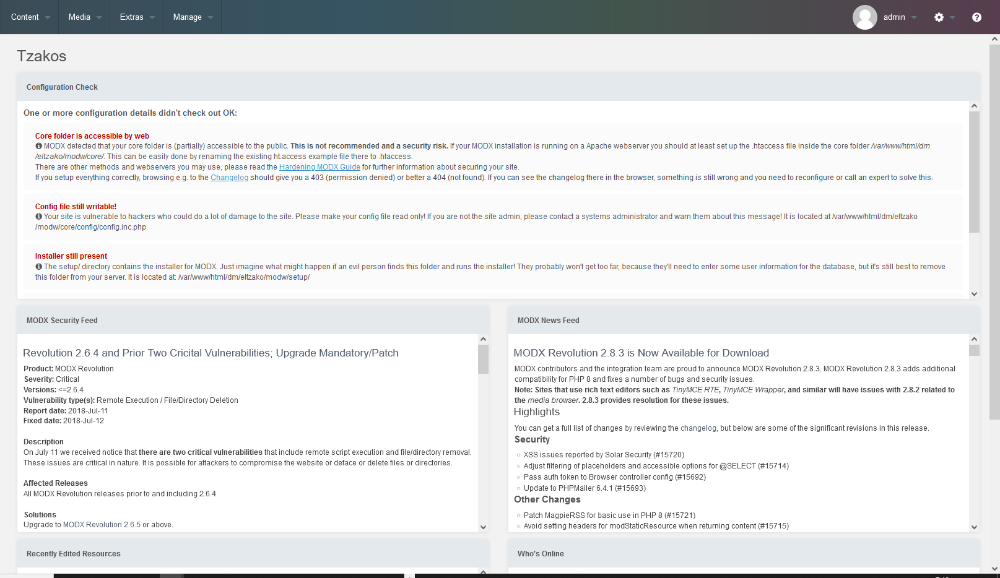 Content
Media
Extras
Manage
admin
Tzakos
Configuration Check
One or more configuration details didn't check out OK:
Core folder is accessible by web
MODX detected that your core folder is (partially) accessible to the public. This is not recommended and a security risk. If your MODX installation is running on a Apache webserver you should at least set up the .htaccess file inside the core folder /var/www/html/dm
/eltzako/modw/core/. This can be easily done by renaming the existing ht.access example file there to .htaccess.
There are other methods and webservers you may use, please read the Hardening MODX Guide for further information about securing your site.
If you setup everything correctly, browsing e.g. to the Changelog should give you a 403 (permission denied) or better a 404 (not found). If you can see the changelog there in the browser, something is still wrong and you need to reconfigure or call an expert to solve this.
Config file still writable!
Your site is vulnerable to hackers who could do a lot of damage to the site. Please make your config file read only! If you are not the site admin, please contact a systems administrator and warn them about this message! It is located at /var/www/html/dm/eltzako
/modw/core/config/config.inc.php
Installer still present
The setup/ directory contains the installer for MODX. Just imagine what might happen if an evil person finds this folder and runs the installer! They probably won't get too far, because they'll need to enter some user information for the database, but it's still best to remove
this folder from your server. It is located at: /var/www/html/dm/eltzako/modw/setup/
MODX Security Feed
Revolution 2.6.4 and Prior Two Cricital Vulnerabilities; Upgrade Mandatory/Patch
Product: MODX Revolution
Severity: Critical
Versions: <=2.6.4
Vulnerability type(s): Remote Execution / File/Directory Deletion
Report date: 2018-Jul-11
Fixed date: 2018-Jul-12
Description
On July 11 we received notice that there are two critical vulnerabilities that include remote script execution and file/directory removal.
These issues are critical in nature. It is possible for attackers to compromise the website or deface or delete files or directories.
Affected Releases
All MODX Revolution releases prior to and including 2.6.4
Solutions
Upgrade to MODX Revolution 2.6.5 or above.
MODX News Feed
MODX Revolution 2.8.3 is Now Available for Download
MODX contributors and the integration team are proud to announce MODX Revolution 2.8.3. MODX Revolution 2.8.3 adds additional
compatibility for PHP 8 and fixes a number of bugs and security issues.
Note: Sites that use rich text editors such as TinyMCE RTE, TinyMCE Wrapper, and similar will have issues with 2.8.2 related to
the media browser. 2.8.3 provides resolution for these issues.
Highlights
You can get a full list of changes by reviewing the changelog, but below are some of the significant revisions in this release.
Security
XSS issues reported by Solar Security (#15720)
Adjust filtering of placeholders and accessible options for @SELECT (#15714)
Pass auth token to Browser controller config (#15692)
Update to PHPMailer 6.4.1 (#15693)
Other Changes
Patch MagpieRSS for basic use in PHP 8 (#15721)
Avoid setting headers for modStaticResource when returning content (#15715)
Recently Edited Resources
Who's Online